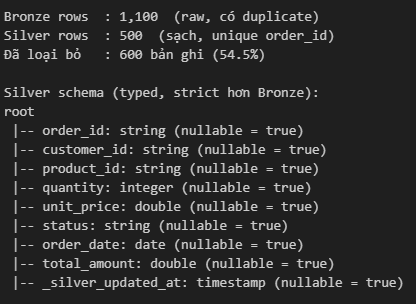 Bronze rows  : 1,100  (raw, có duplicate)
Silver rows  : 500  (sạch, unique order_id)
Đã loại bỏ   : 600 bản ghi (54.5%)

Silver schema (typed, strict hơn Bronze):
root
 |-- order_id: string (nullable = true)
 |-- customer_id: string (nullable = true)
 |-- product_id: string (nullable = true)
 |-- quantity: integer (nullable = true)
 |-- unit_price: double (nullable = true)
 |-- status: string (nullable = true)
 |-- order_date: date (nullable = true)
 |-- total_amount: double (nullable = true)
 |-- _silver_updated_at: timestamp (nullable = true)